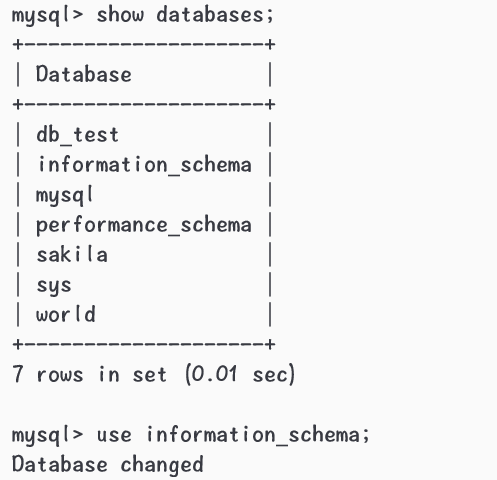 mysql> show databases;
+--------------------+
| Database           |
+--------------------+
| db_test            |
| information_schema |
| mysql              |
| performance_schema |
| sakila             |
| sys                |
| world              |
+--------------------+
7 rows in set (0.01 sec)

mysql> use information_schema;
Database changed